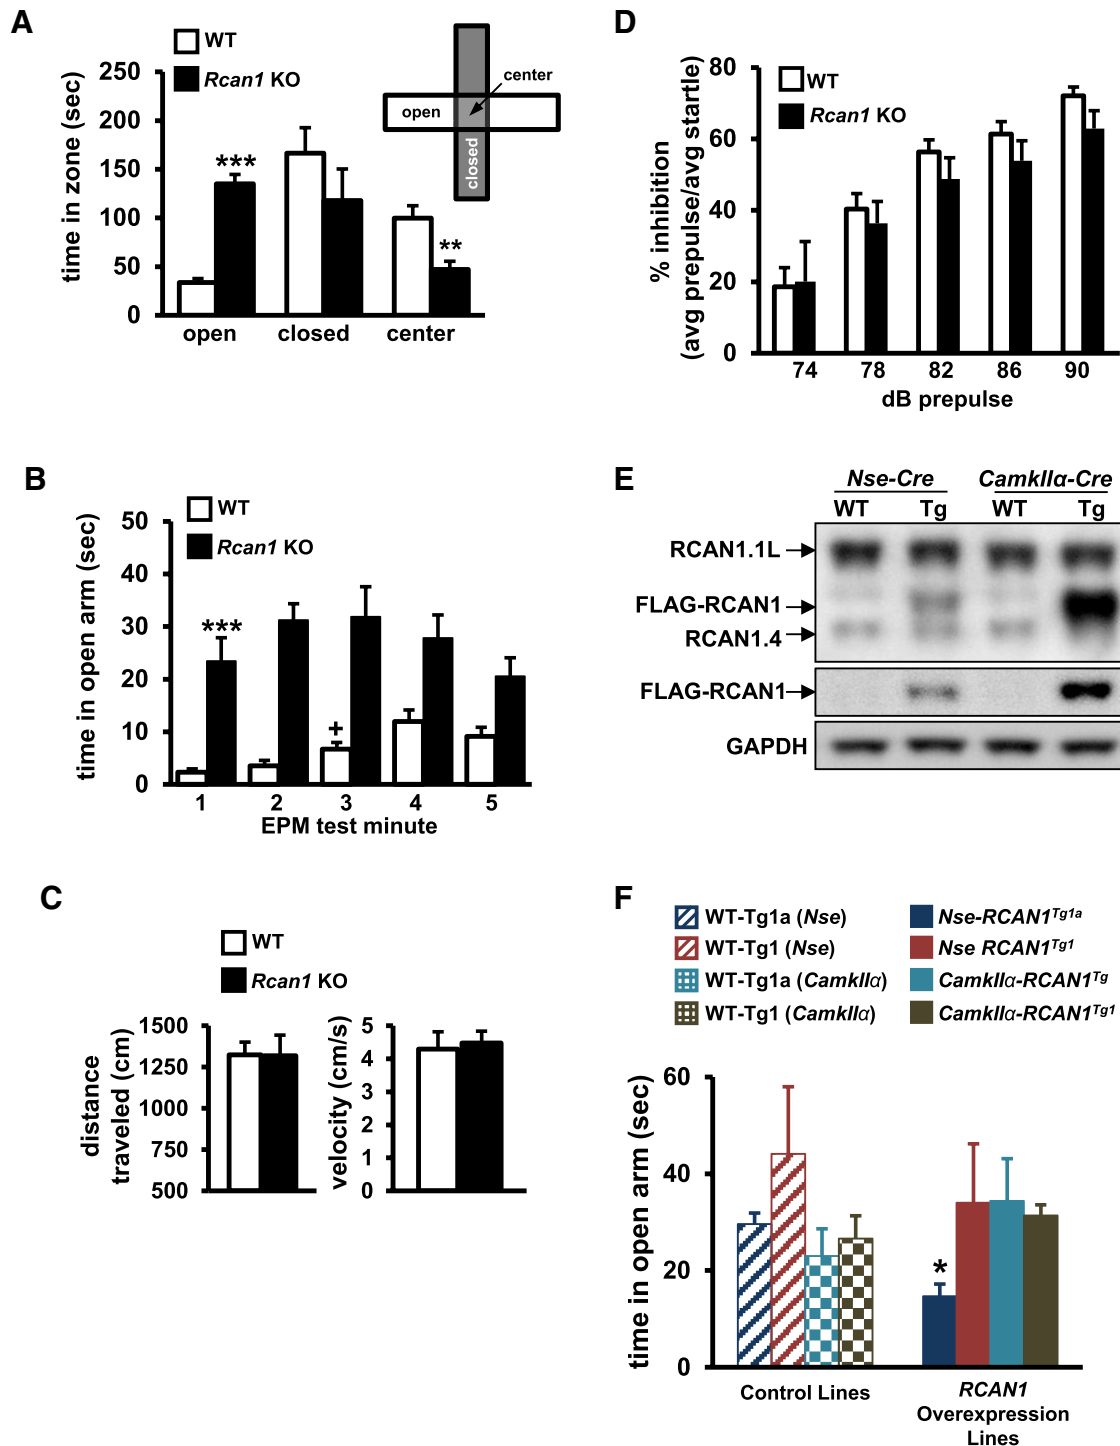 A
WT
Rcan1 KO
time in zone (sec)
250
200
150
100
50
0
***
**
open
closed
center
center
open
closed
B
WT
Rcan1 KO
time in open arm (sec)
50
40
30
20
10
0
***
+
1 2 3 4 5
EPM test minute
C
WT
Rcan1 KO
distance
traveled (cm)
1500
1250
1000
750
500
velocity (cm/s)
5
4
3
2
1
0
D
WT
Rcan1 KO
% inhibition
(avg prepulse/avg startle)
80
60
40
20
0
74 78 82 86 90
dB prepulse
E
Nse-Cre CamkIIα-Cre
WT Tg WT Tg
RCAN1.1L
FLAG-RCAN1
RCAN1.4
FLAG-RCAN1
GAPDH
F
WT-Tg1a (Nse)
WT-Tg1 (Nse)
WT-Tg1a (CamkIIα)
WT-Tg1 (CamkIIα)
Nse-RCAN1Tg1a
Nse RCAN1Tg1
CamkIIα-RCAN1Tg
CamkIIα-RCAN1Tg1
time in open arm (sec)
60
40
20
0
*
Control Lines
RCAN1
Overexpression
Lines